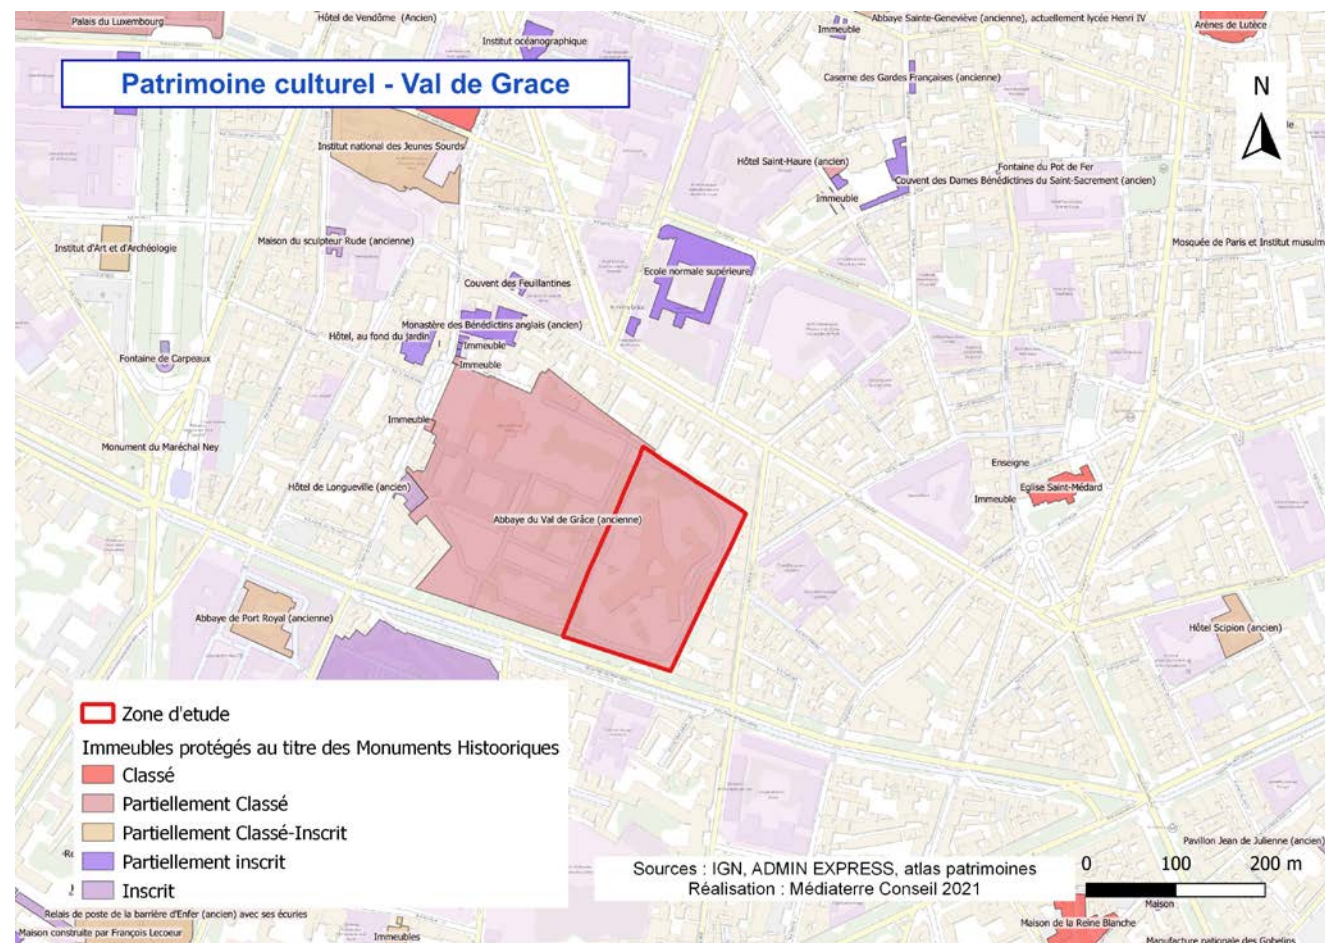 Palais du Luxembourg
Hôtel de Vendôme (Ancien)
Abbaye Sainte-Geneviève (ancienne), actuellement lycée Henri IV
Arènes de Lutèce
Immeuble
Institut océanographique
Patrimoine culturel - Val de Grace
Caserne des Gardes Françaises (ancienne)
N
Institut national des Jeunes Sourds
Hôtel Saint-Haure (ancien)
Fontaine du Pot de Fer
Couvent des Dames Bénédictines du Saint-Sacrement (ancien)
Immeuble
Institut d'Art et d'Archéologie
Maison du sculpteur Rude (ancienne)
Mosquée de Paris et Institut musulm
Ecole normale supérieure
Couvent des Feuillantines
Monastère des Bénédictins anglais (ancien)
Hôtel, au fond du jardin
Immeuble
Fontaine de Carpeaux
Immeuble
Immeuble
Monument du Maréchal Ney
Enseigne
Hôtel de Longueville (ancien)
Eglise Saint-Médard
Immeuble
Abbaye du Val de Grâce (ancienne)
Abbaye de Port Royal (ancienne)
Hôtel Scipion (ancien)
Zone d'etude
Immeubles protégés au titre des Monuments Histooriques
Classé
Partiellement Classé
Partiellement Classé-Inscrit
Partiellement inscrit
Inscrit
Pavillon Jean de Julienne (ancien)
Sources : IGN, ADMIN EXPRESS, atlas patrimoines
Réalisation : Médiaterre Conseil 2021
0 100 200 m
Maison
Relais de poste de la barrière d'Enfer (ancien) avec ses écuries
Maison de la Reine Blanche
Maison construite par François Lecoeur
Immeubles
Manufacture nationale des Gobelins